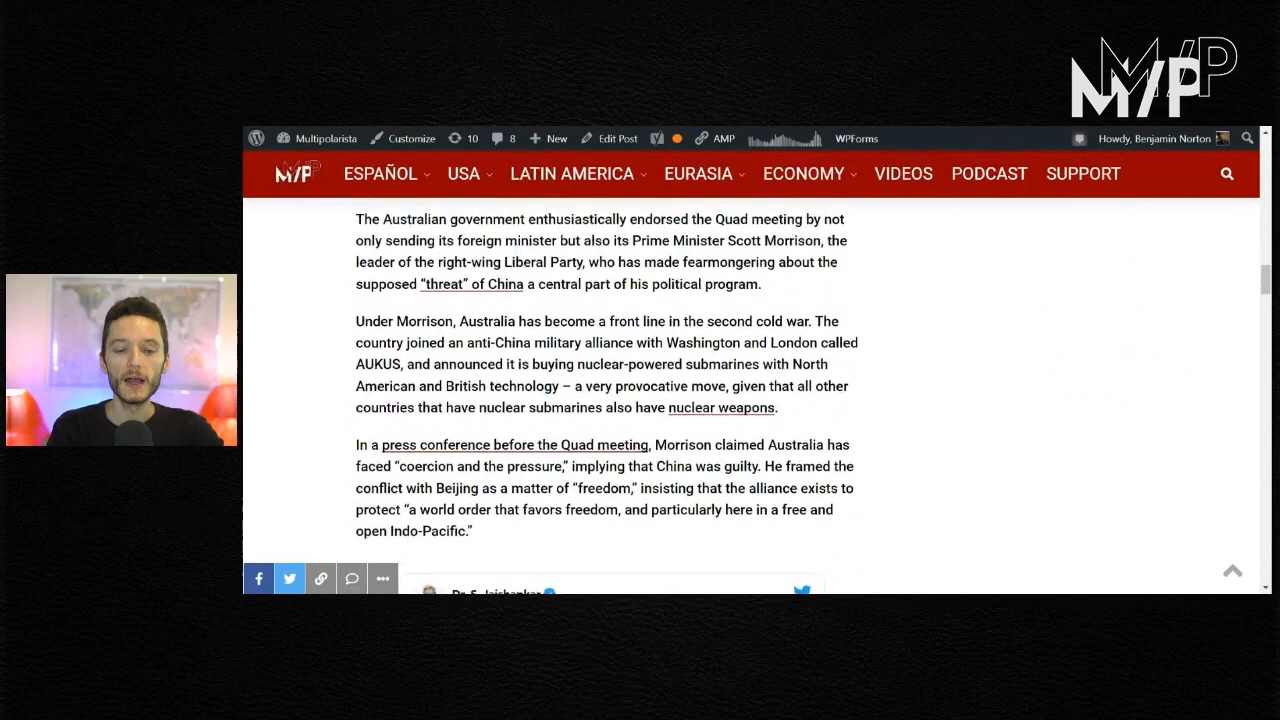 M/P
Multipolarista Customize 10 8 New Edit Post AMP WPForms Howdy, Benjamin Norton
M/P ESPAÑOL USA LATIN AMERICA EURASIA ECONOMY VIDEOS PODCAST SUPPORT
The Australian government enthusiastically endorsed the Quad meeting by not
only sending its foreign minister but also its Prime Minister Scott Morrison, the
leader of the right-wing Liberal Party, who has made fearmongering about the
supposed “threat” of China a central part of his political program.
Under Morrison, Australia has become a front line in the second cold war. The
country joined an anti-China military alliance with Washington and London called
AUKUS, and announced it is buying nuclear-powered submarines with North
American and British technology – a very provocative move, given that all other
countries that have nuclear submarines also have nuclear weapons.
In a press conference before the Quad meeting, Morrison claimed Australia has
faced “coercion and the pressure,” implying that China was guilty. He framed the
conflict with Beijing as a matter of “freedom,” insisting that the alliance exists to
protect “a world order that favors freedom, and particularly here in a free and
open Indo-Pacific.”
Dr. S. Jaishankar